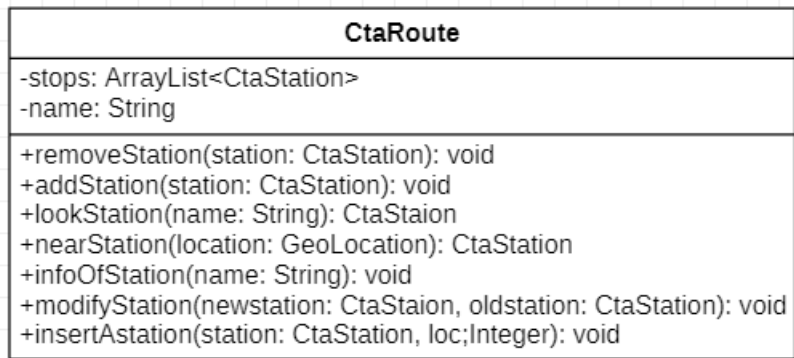 CtaRoute
-stops: ArrayList<CtaStation>
-name: String
+removeStation(station: CtaStation): void
+addStation(station: CtaStation): void
+lookStation(name: String): CtaStaion
+nearStation(location: GeoLocation): CtaStation
+infoOfStation(name: String): void
+modifyStation(newstation: CtaStaion, oldstation: CtaStation): void
+insertAstation(station: CtaStation, loc;Integer): void